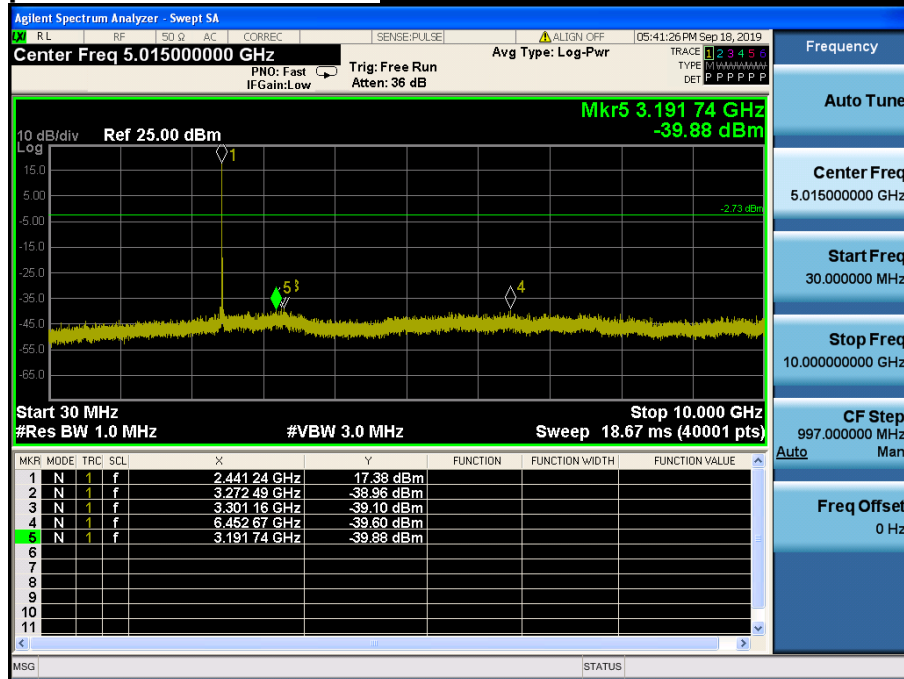 Agilent Spectrum Analyzer - Swept SA
LXI RL RF 50 Ω AC CORREC SENSE:PULSE ALIGN OFF 05:41:26 PM Sep 18, 2019
Center Freq 5.015000000 GHz
PNO: Fast
IFGain:Low
Trig: Free Run
Atten: 36 dB
Avg Type: Log-Pwr
TRACE 1 2 3 4 5 6
TYPE M W W W W W
DET P P P P P P
Mkr5 3.191 74 GHz
-39.88 dBm
10 dB/div Ref 25.00 dBm
Log
1
15.0
5.00
-2.73 dBm
-5.00
-15.0
-25.0
5 3
4
-35.0
-45.0
-55.0
-65.0
Start 30 MHz Stop 10.000 GHz
#Res BW 1.0 MHz #VBW 3.0 MHz Sweep 18.67 ms (40001 pts)
MKR MODE TRC SCL X Y FUNCTION FUNCTION WIDTH FUNCTION VALUE
1 N 1 f 2.441 24 GHz 17.38 dBm
2 N 1 f 3.272 49 GHz -38.96 dBm
3 N 1 f 3.301 16 GHz -39.10 dBm
4 N 1 f 6.452 67 GHz -39.60 dBm
5 N 1 f 3.191 74 GHz -39.88 dBm
6
7
8
9
10
11
MSG STATUS
Frequency
Auto Tune
Center Freq
5.015000000 GHz
Start Freq
30.000000 MHz
Stop Freq
10.000000000 GHz
CF Step
997.000000 MHz
Auto Man
Freq Offset
0 Hz